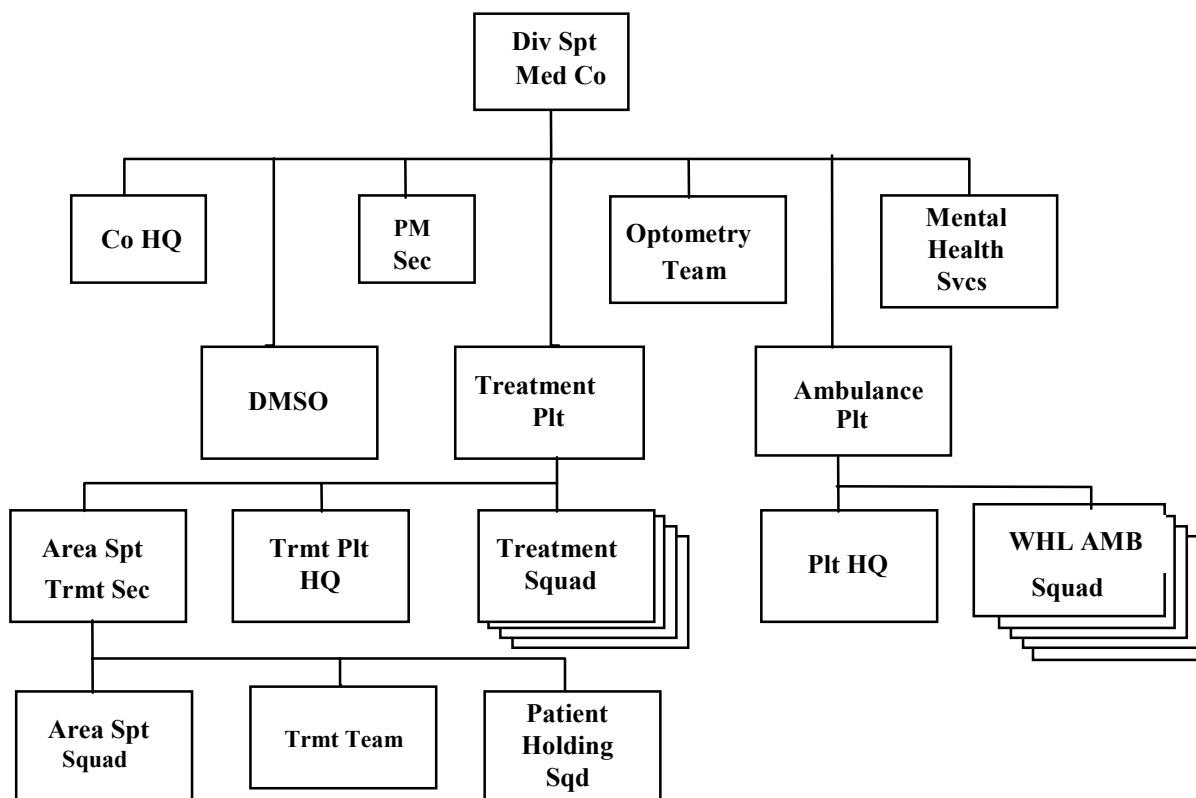 Div Spt
Med Co
Co HQ
PM
Sec
Optometry
Team
Mental
Health
Svcs
DMSO
Treatment
Plt
Ambulance
Plt
Area Spt
Trmt Sec
Trmt Plt
HQ
Treatment
Squad
Plt HQ
WHL AMB
Squad
Area Spt
Squad
Trmt Team
Patient
Holding
Sqd